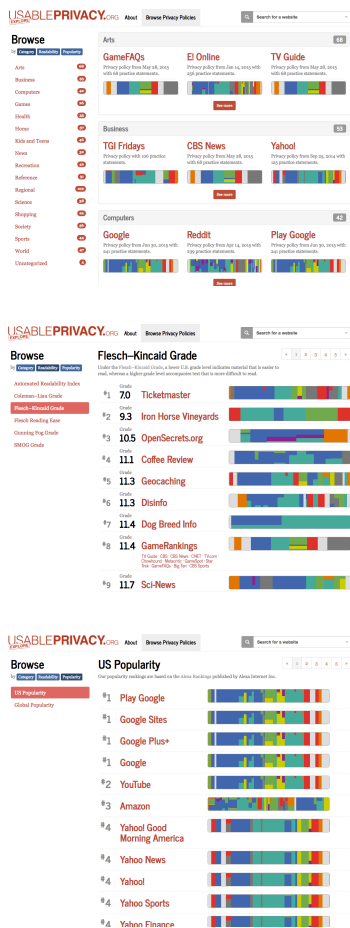 USABLEPRIVACY.ORG About Browse Privacy Policies Search for a website
EXPLORE
Browse
by Category Readability Popularity
Arts 68
Business 53
Computers 42
Games
Health
Home
Kids and Teens
News
Recreation
Reference
Regional
Science
Shopping
Society
Sports
World
Uncategorized
Arts 68
GameFAQs E! Online TV Guide
Privacy policy from May 28, 2015 with 68 practice statements.
Privacy policy from Jan 14, 2015 with 256 practice statements.
Privacy policy from May 28, 2015 with 68 practice statements.
See more
Business 53
TGI Fridays CBS News Yahoo!
Privacy policy with 106 practice statements.
Privacy policy from May 28, 2015 with 68 practice statements.
Privacy policy from Sep 25, 2014 with 125 practice statements.
See more
Computers 42
Google Reddit Play Google
Privacy policy from Jun 30, 2015 with 241 practice statements.
Privacy policy from Apr 14, 2015 with 239 practice statements.
Privacy policy from Jun 30, 2015 with 241 practice statements.
See more
USABLEPRIVACY.ORG About Browse Privacy Policies Search for a website
EXPLORE
Browse
by Category Readability Popularity
Automated Readability Index
Coleman–Liau Grade
Flesch–Kincaid Grade
Flesch Reading Ease
Gunning Fog Grade
SMOG Grade
Flesch–Kincaid Grade
« 1 2 3 4 5 »
Under the Flesch–Kincaid Grade, a lower U.S. grade level indicates material that is easier to
read, whereas a higher grade level accompanies text that is more difficult to read.
#1 Grade 7.0 Ticketmaster
#2 Grade 9.3 Iron Horse Vineyards
#3 Grade 10.5 OpenSecrets.org
#4 Grade 11.1 Coffee Review
#5 Grade 11.3 Geocaching
#6 Grade 11.3 Disinfo
#7 Grade 11.4 Dog Breed Info
#8 Grade 11.4 GameRankings
TV Guide · CBS · CBS News · CNET · TV.com ·
Chowhound · Metacritic · GameSpot · Star
Trek · GameFAQs · Big Ten · CBS Sports
#9 Grade 11.7 Sci-News
USABLEPRIVACY.ORG About Browse Privacy Policies Search for a website
EXPLORE
Browse
by Category Readability Popularity
US Popularity
Global Popularity
US Popularity
« 1 2 3 4 5 »
Our popularity rankings are based on the Alexa Rankings published by Alexa Internet Inc.
#1 Play Google
#1 Google Sites
#1 Google Plus+
#1 Google
#2 YouTube
#3 Amazon
#4 Yahoo! Good
Morning America
#4 Yahoo News
#4 Yahoo!
#4 Yahoo Sports
#4 Yahoo Finance